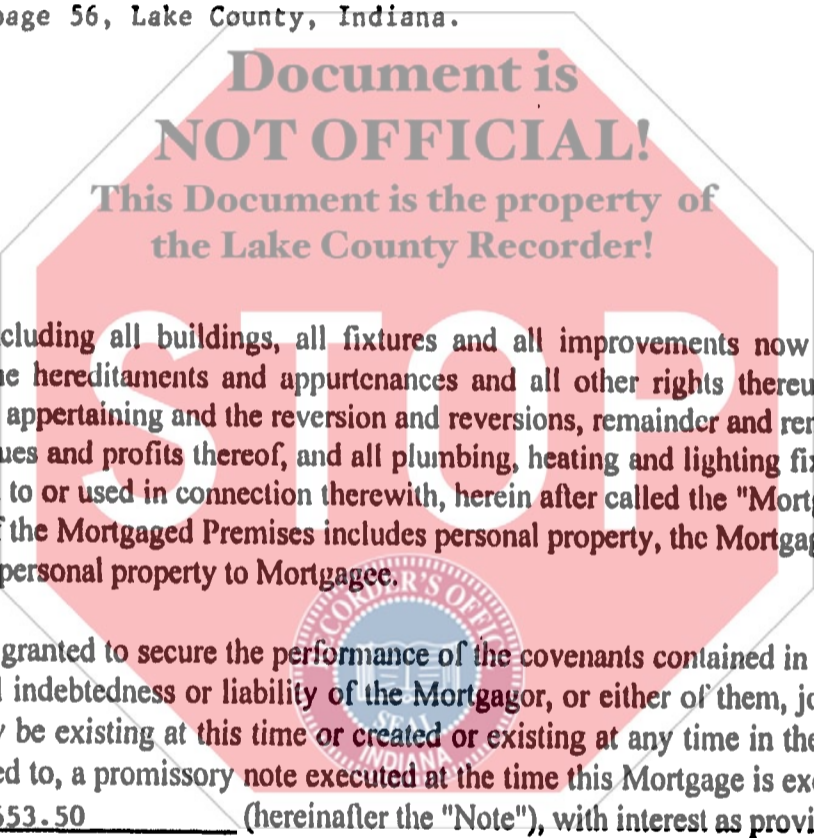 page 56, Lake County, Indiana.
Document is
NOT OFFICIAL!
This Document is the property of
the Lake County Recorder!
STOP
cluding all buildings, all fixtures and all improvements now
e hereditaments and appurtenances and all other rights thereu
appertaining and the reversion and reversions, remainder and rem
ues and profits thereof, and all plumbing, heating and lighting fix
to or used in connection therewith, herein after called the "Mortg
f the Mortgaged Premises includes personal property, the Mortgag
personal property to Mortgagee.
RECORDER'S OFFIC
SEAL
INDIANA
granted to secure the performance of the covenants contained in
indebtedness or liability of the Mortgagor, or either of them, jo
y be existing at this time or created or existing at any time in the
ed to, a promissory note executed at the time this Mortgage is exe
653.50 (hereinafter the "Note"), with interest as provi